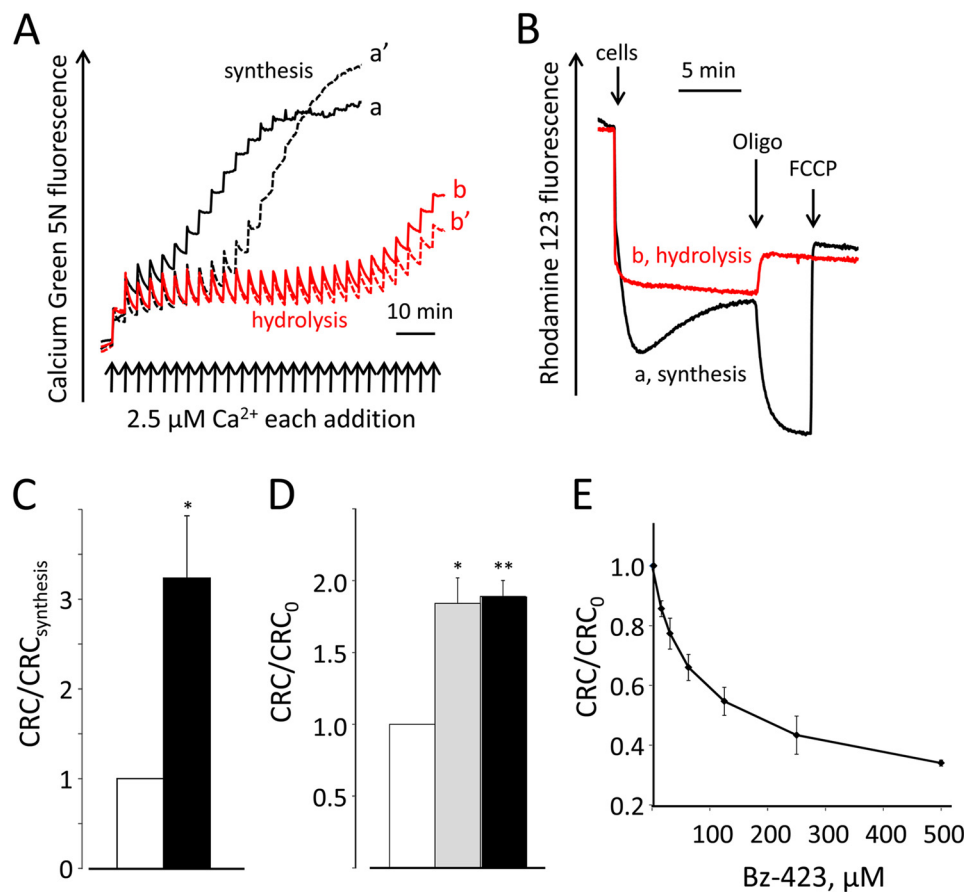 A
Calcium Green 5N fluorescence
synthesis
a’
a
b
b’
hydrolysis
10 min
2.5 μM Ca²⁺ each addition
B
Rhodamine 123 fluorescence
cells
5 min
Oligo
FCCP
b, hydrolysis
a, synthesis
C
CRC/CRCsynthesis
3
2
1
0
*
D
CRC/CRC₀
2.0
1.5
1.0
0.5
*
**
E
CRC/CRC₀
1.0
0.8
0.6
0.4
0.2
100 200 300 400 500
Bz-423, μM